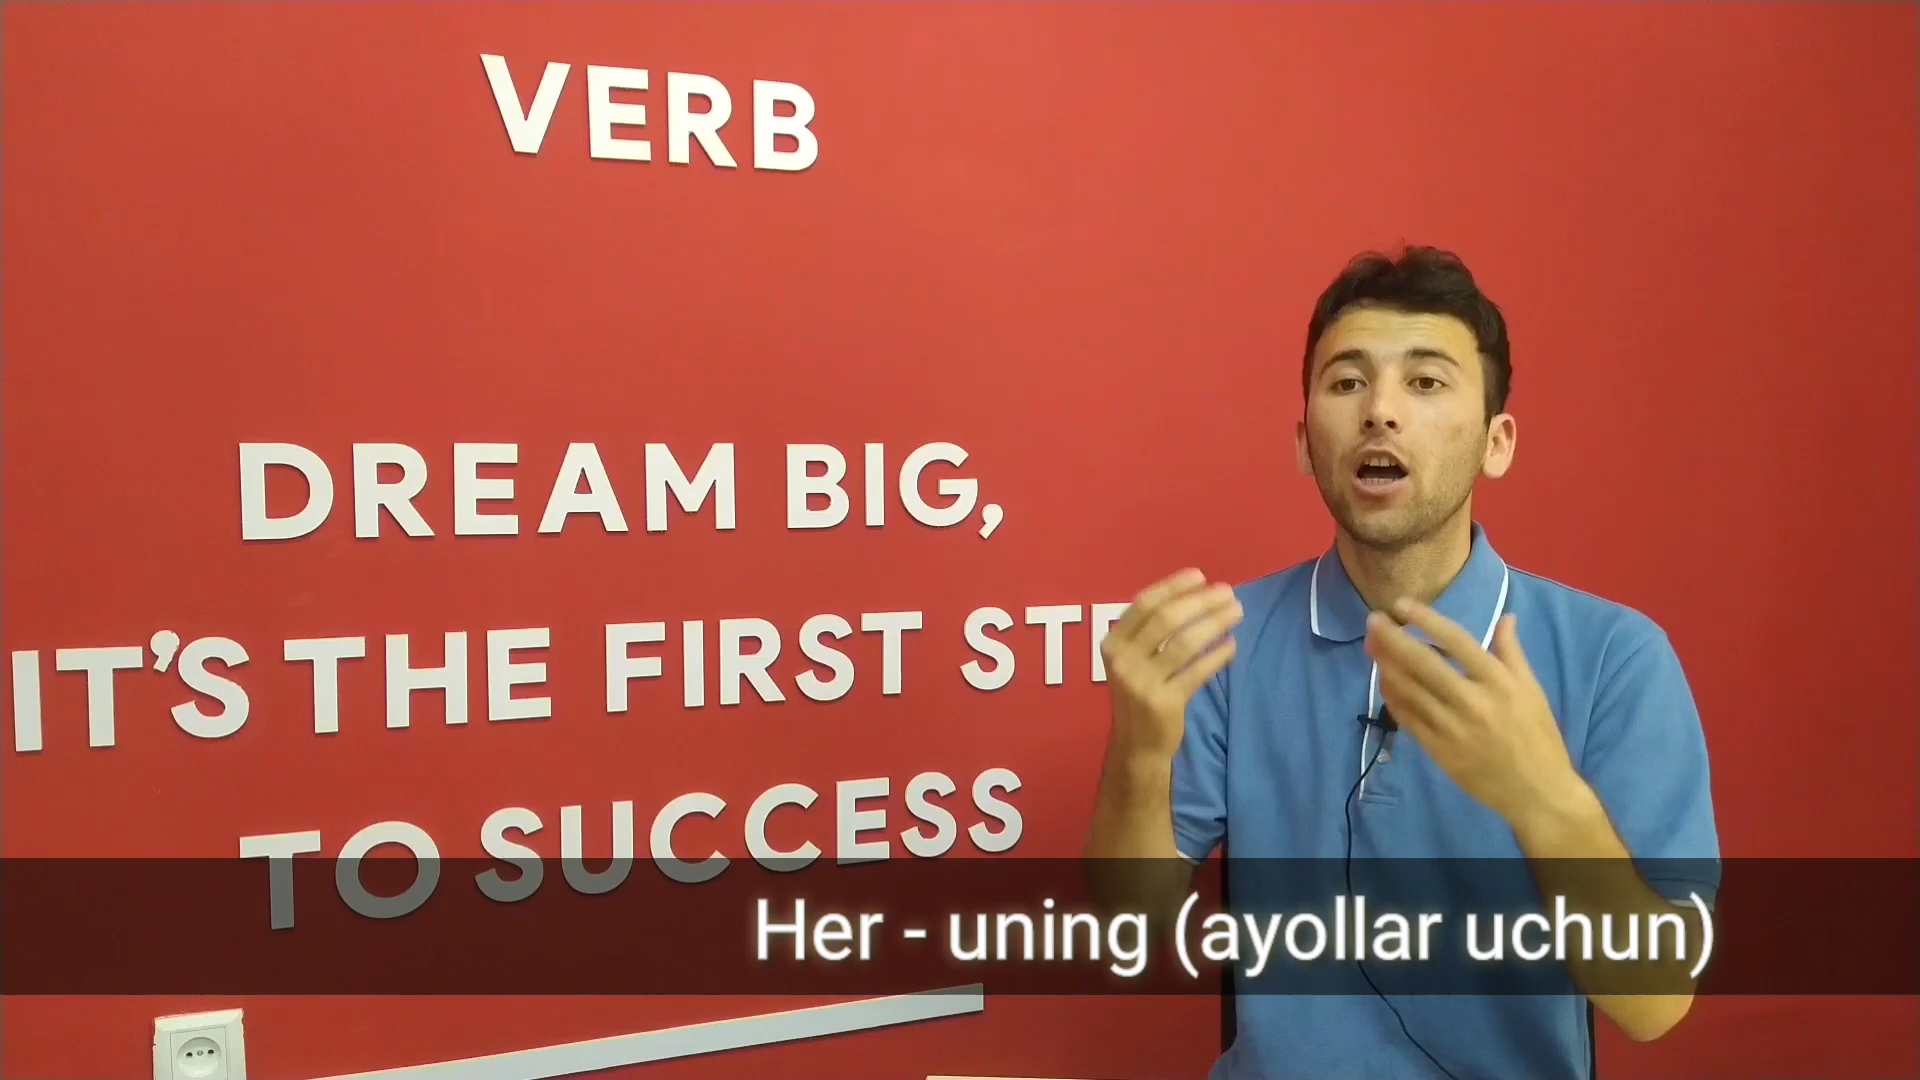 VERB
DREAM BIG,
IT'S THE FIRST
TO SUCCESS
Her - uning (ayollar uchun)